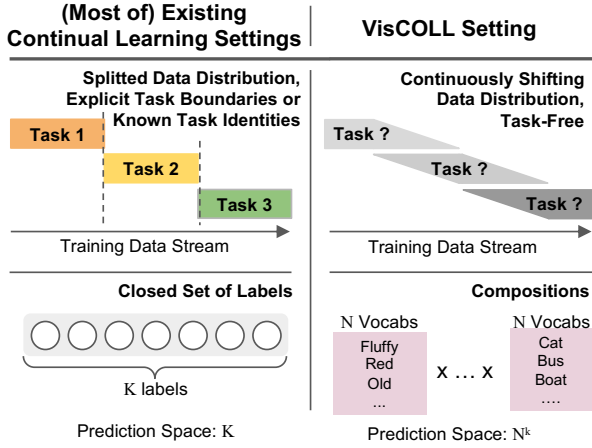 (Most of) Existing
Continual Learning Settings
VisCOLL Setting
Splitted Data Distribution,
Explicit Task Boundaries or
Known Task Identities
Task 1
Task 2
Task 3
Training Data Stream
Continuously Shifting
Data Distribution,
Task-Free
Task ?
Task ?
Task ?
Training Data Stream
Closed Set of Labels
K labels
Prediction Space: K
Compositions
N Vocabs
Fluffy
Red
Old
...
x ... x
N Vocabs
Cat
Bus
Boat
....
Prediction Space: Nᵏ